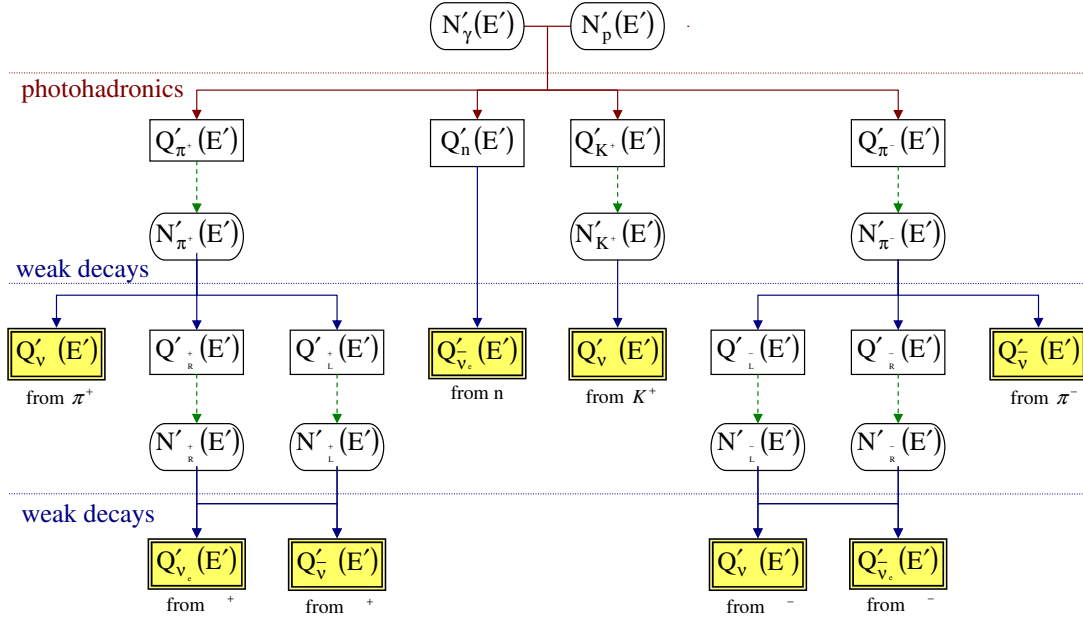 N′γ(E′) N′p(E′)
photohadronics
Q′π⁺(E′) Q′n(E′) Q′K⁺(E′) Q′π⁻(E′)
N′π⁺(E′) N′K⁺(E′) N′π⁻(E′)
weak decays
Q′ν (E′) Q′⁺R(E′) Q′⁺L(E′) Q′ν̅e(E′) Q′ν (E′) Q′⁻L(E′) Q′⁻R(E′) Q′ν̅ (E′)
from π⁺ from n from K⁺ from π⁻
N′⁺R(E′) N′⁺L(E′) N′⁻L(E′) N′⁻R(E′)
weak decays
Q′νe(E′) Q′ν̅ (E′) Q′ν (E′) Q′ν̅e(E′)
from ⁺ from ⁺ from ⁻ from ⁻